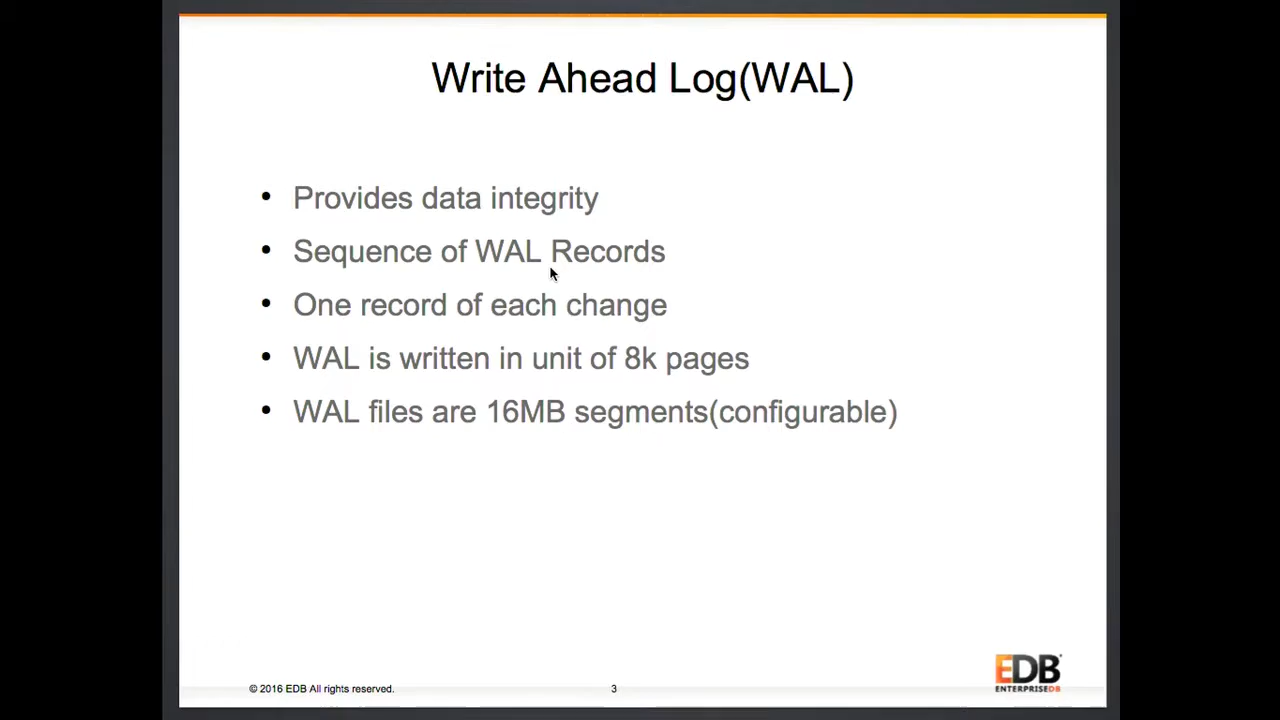 Write Ahead Log(WAL)
• Provides data integrity
• Sequence of WAL Records
• One record of each change
• WAL is written in unit of 8k pages
• WAL files are 16MB segments(configurable)
EDB
ENTERPRISEDB
© 2016 EDB All rights reserved.
3